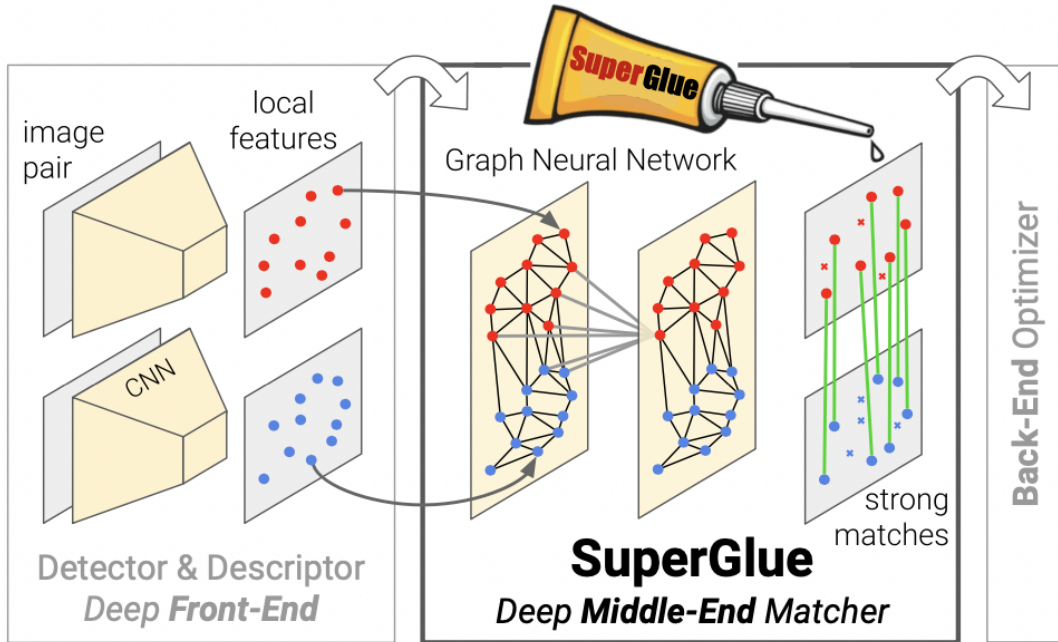 SuperGlue
image
pair
local
features
Graph Neural Network
CNN
strong
matches
Detector & Descriptor
Deep Front-End
SuperGlue
Deep Middle-End Matcher
Back-End Optimizer